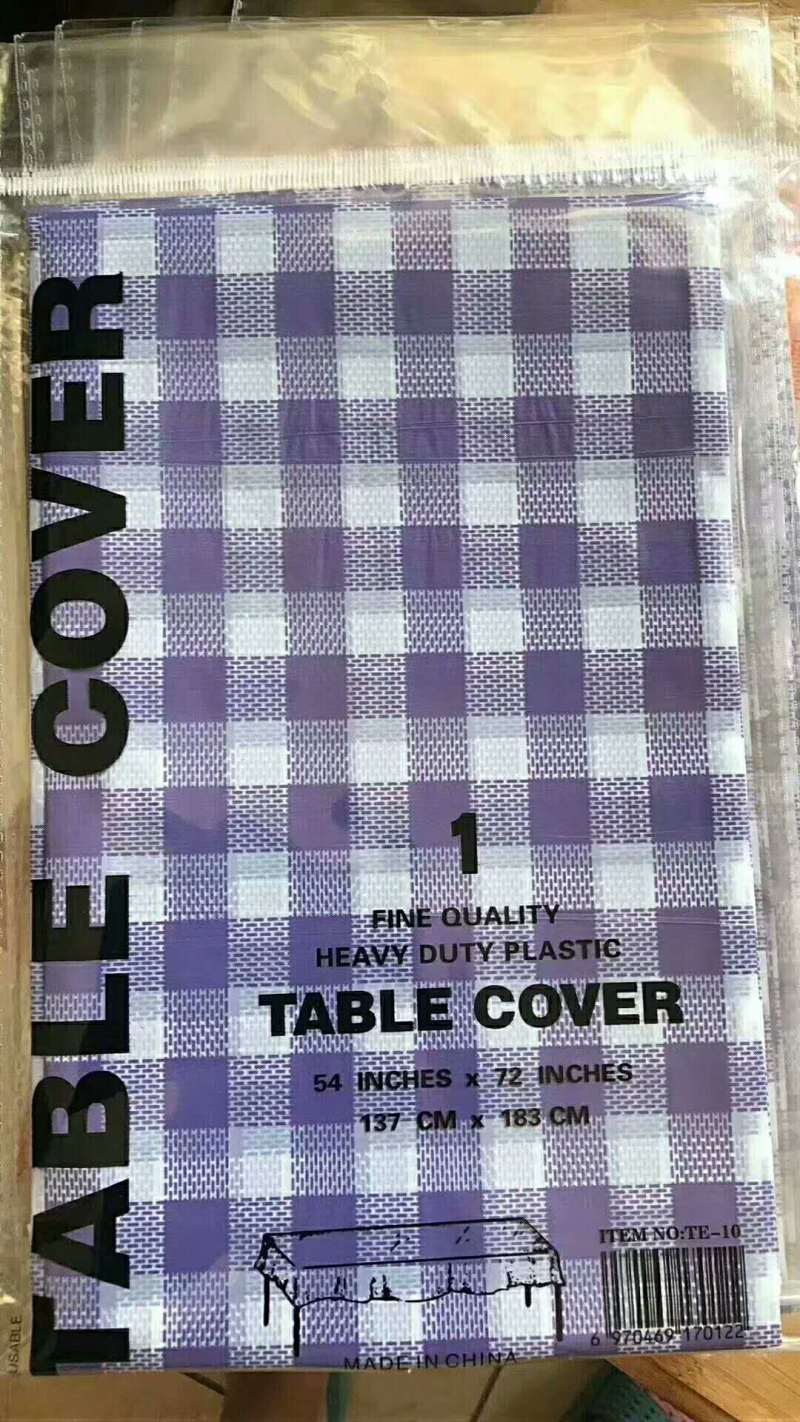 TABLE COVER
1
FINE QUALITY
HEAVY DUTY PLASTIC
TABLE COVER
54 INCHES x 72 INCHES
137 CM x 183 CM
ITEM NO:TE-10
6 970469 170122
MADE IN CHINA
USABLE